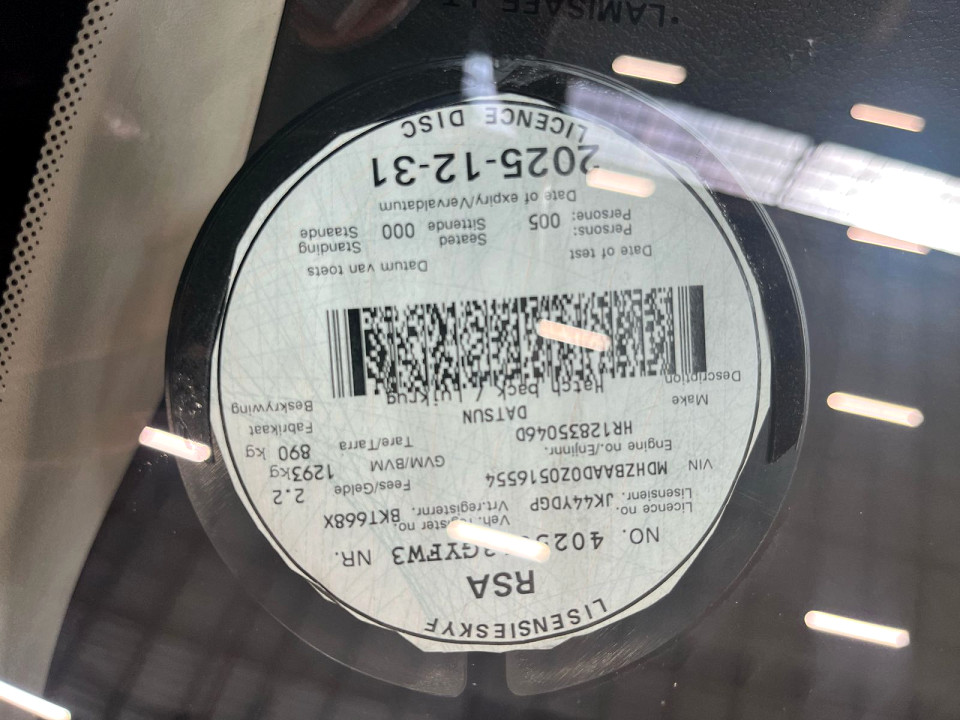 LISENSIESKYF
RSA
NO. GYFW3 NR.
Licence no. Veh. register no.
Lisensienr. JK44YDGP Vrt.registernr. BKT668X
VIN MDHZBAAD0Z0516554 Fees/Gelde 2.2
Engine no./Enjinnr. GVM/BVM 1293kg
HR12835046D Tare/Tarra 890 kg
Make DATSUN Fabrikaat
Description Hatch back / Luikrug Beskrywing
Date of test Datum van toets
Persons: 005 Seated 000 Standing
Persone: Sittende Staande
Date of expiry/Vervaldatum
2025-12-31
LICENCE DISC